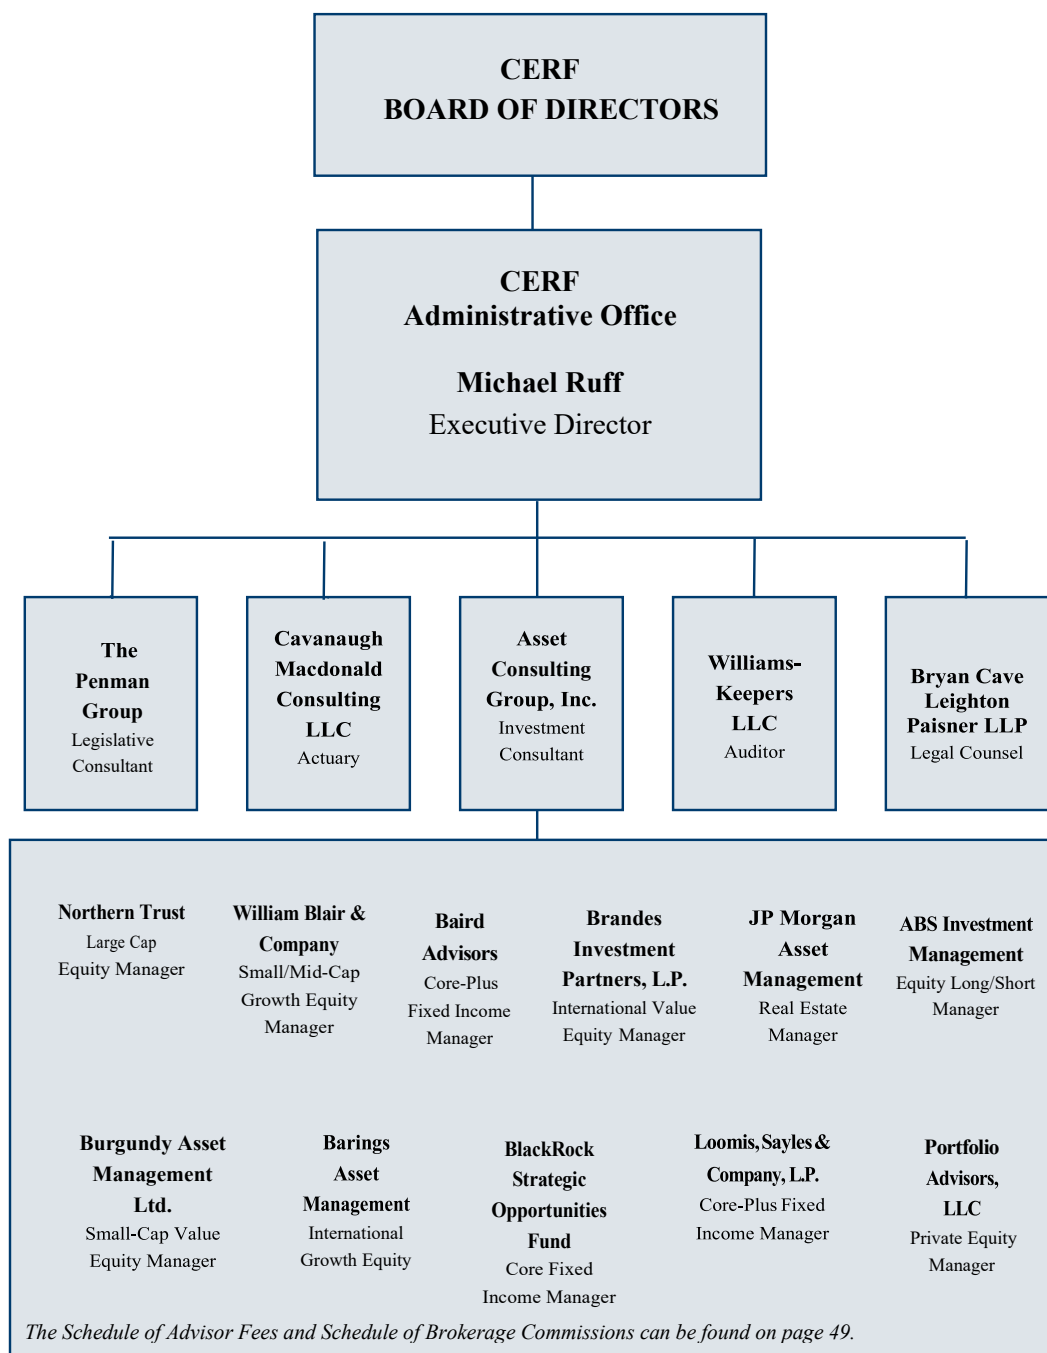 CERF
BOARD OF DIRECTORS
CERF
Administrative Office
Michael Ruff
Executive Director
The
Penman
Group
Legislative
Consultant
Cavanaugh
Macdonald
Consulting
LLC
Actuary
Asset
Consulting
Group, Inc.
Investment
Consultant
Williams-
Keepers
LLC
Auditor
Bryan Cave
Leighton
Paisner LLP
Legal Counsel
Northern Trust
Large Cap
Equity Manager
William Blair &
Company
Small/Mid-Cap
Growth Equity
Manager
Baird
Advisors
Core-Plus
Fixed Income
Manager
Brandes
Investment
Partners, L.P.
International Value
Equity Manager
JP Morgan
Asset
Management
Real Estate
Manager
ABS Investment
Management
Equity Long/Short
Manager
Burgundy Asset
Management
Ltd.
Small-Cap Value
Equity Manager
Barings
Asset
Management
International
Growth Equity
BlackRock
Strategic
Opportunities
Fund
Core Fixed
Income Manager
Loomis, Sayles &
Company, L.P.
Core-Plus Fixed
Income Manager
Portfolio
Advisors,
LLC
Private Equity
Manager
The Schedule of Advisor Fees and Schedule of Brokerage Commissions can be found on page 49.